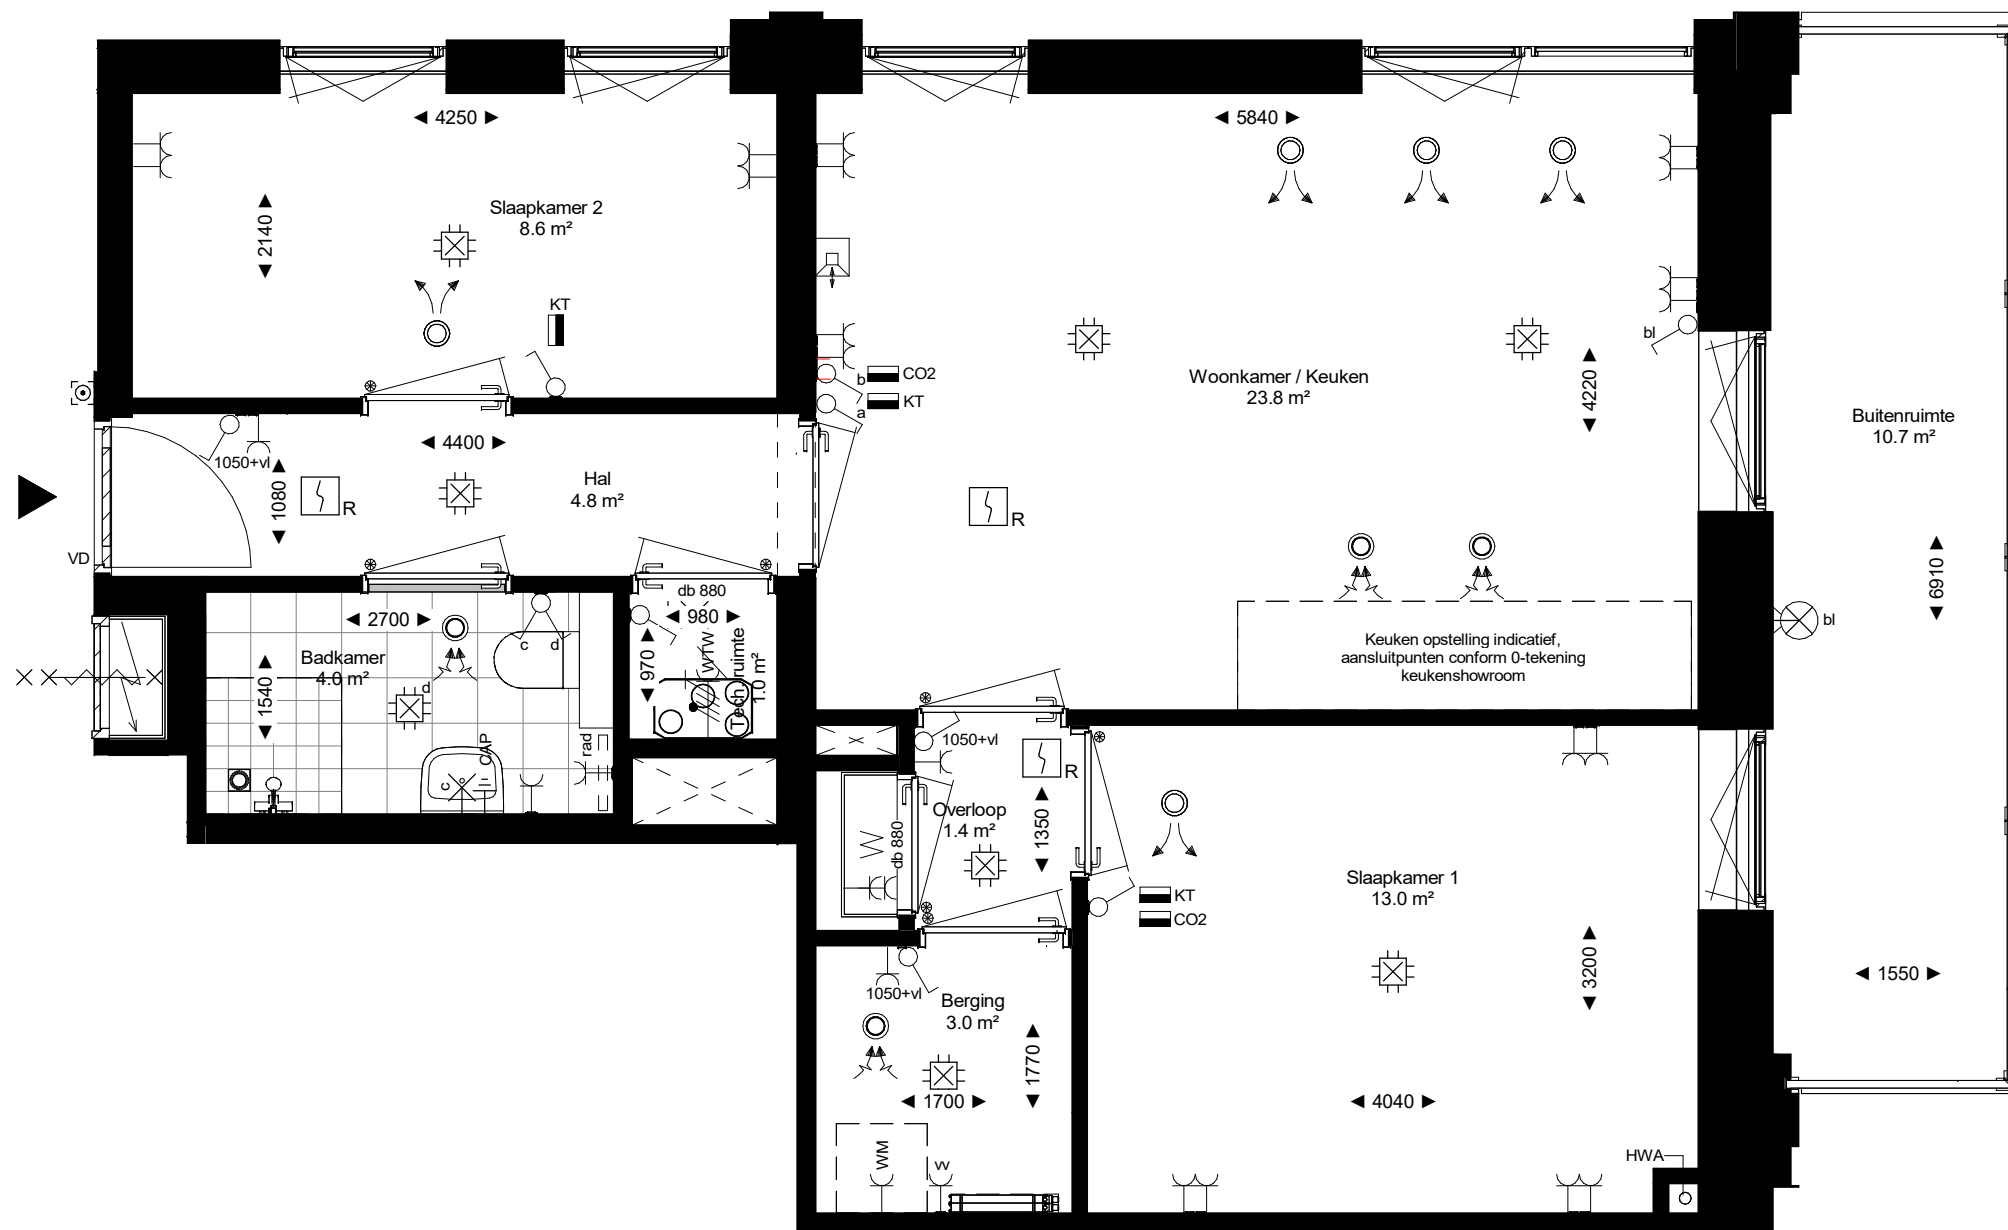 4250
5840
2140
Slaapkamer 2
8.6 m²
KT
bl
b
CO2
KT
a
Woonkamer / Keuken
23.8 m²
4220
Buitenruimte
10.7 m²
4400
1050+vl
1080
Hal
4.8 m²
R
R
VD
db 880
980
2700
c
d
970
WTW
Tech. ruimte
1.0 m²
Badkamer
4.0 m²
1540
d
Keuken opstelling indicatief,
aansluitpunten conform 0-tekening
keukenshowroom
6910
bl
CAP
rad
c
1050+vl
R
Overloop
1.4 m²
1350
W
db 880
KT
CO2
Slaapkamer 1
13.0 m²
3200
1550
1050+vl
Berging
3.0 m²
1770
1700
4040
WM
vv
HWA